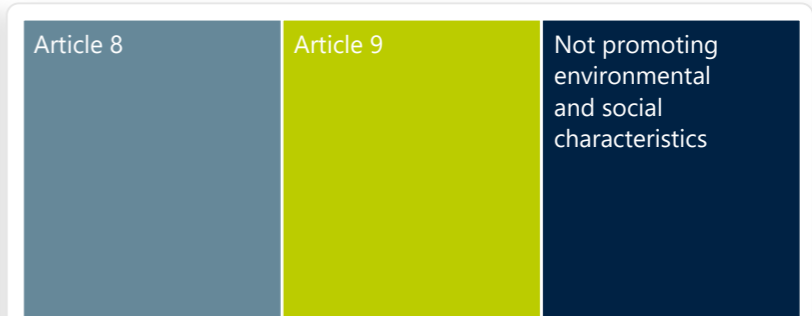 Article 8
Article 9
Not promoting
environmental
and social
characteristics